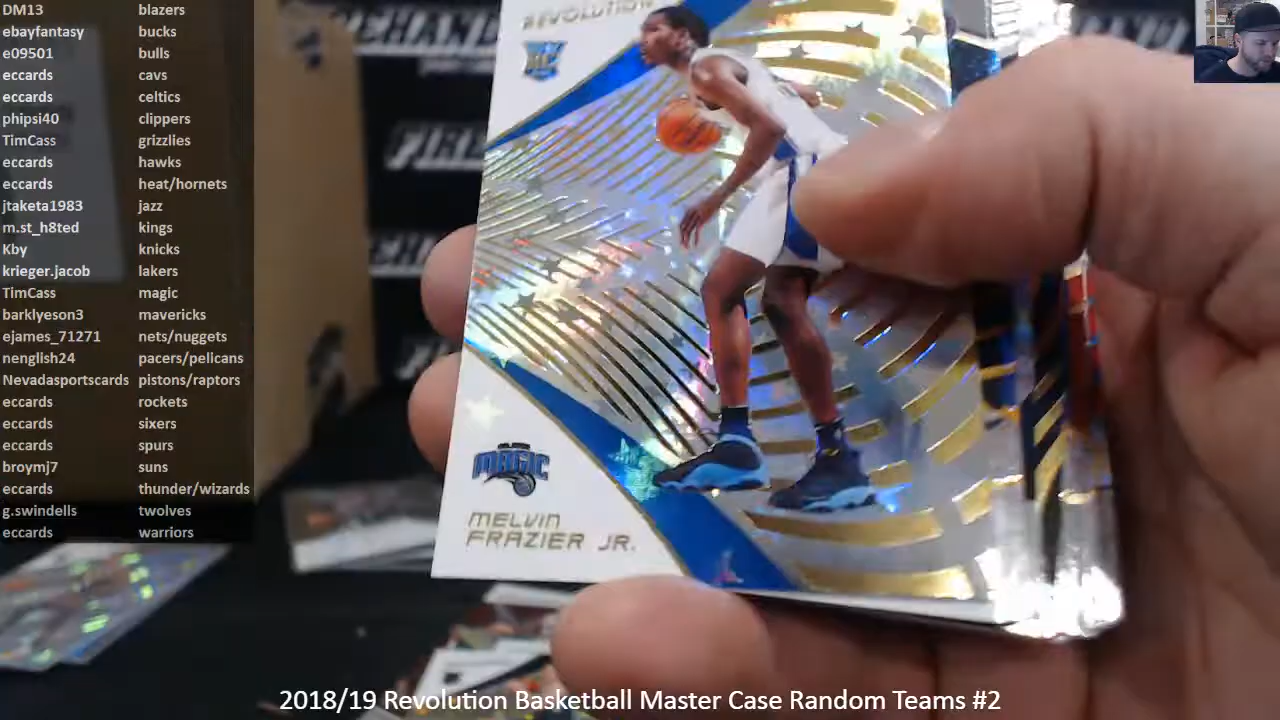 DM13 blazers
ebayfantasy bucks
e09501 bulls
eccards cavs
eccards celtics
phipsi40 clippers
TimCass grizzlies
eccards hawks
eccards heat/hornets
jtaketa1983 jazz
m.st_h8ted kings
Kby knicks
krieger.jacob lakers
TimCass magic
barklyeson3 mavericks
ejames_71271 nets/nuggets
nengllsh24 pacers/pelicans
Nevadasportscards pistons/raptors
eccards rockets
eccards sixers
eccards spurs
broymj7 suns
eccards thunder/wizards
g.swindells twolves
eccards warriors
REVOLUTION
RC
MAGIC
MELVIN
FRAZIER JR.
2018/19 Revolution Basketball Master Case Random Teams #2